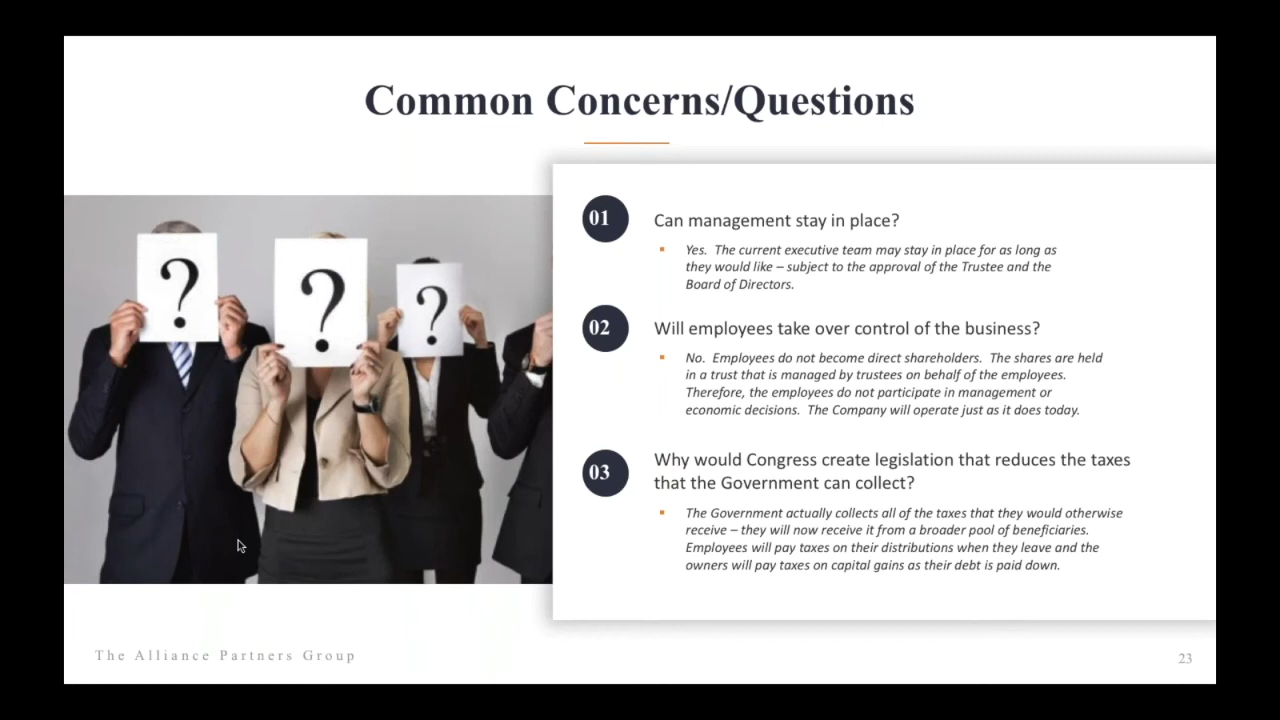 Common Concerns/Questions
?
?
?
01
Can management stay in place?
Yes. The current executive team may stay in place for as long as
they would like – subject to the approval of the Trustee and the
Board of Directors.
02
Will employees take over control of the business?
No. Employees do not become direct shareholders. The shares are held
in a trust that is managed by trustees on behalf of the employees.
Therefore, the employees do not participate in management or
economic decisions. The Company will operate just as it does today.
03
Why would Congress create legislation that reduces the taxes
that the Government can collect?
The Government actually collects all of the taxes that they would otherwise
receive – they will now receive it from a broader pool of beneficiaries.
Employees will pay taxes on their distributions when they leave and the
owners will pay taxes on capital gains as their debt is paid down.
The Alliance Partners Group
23